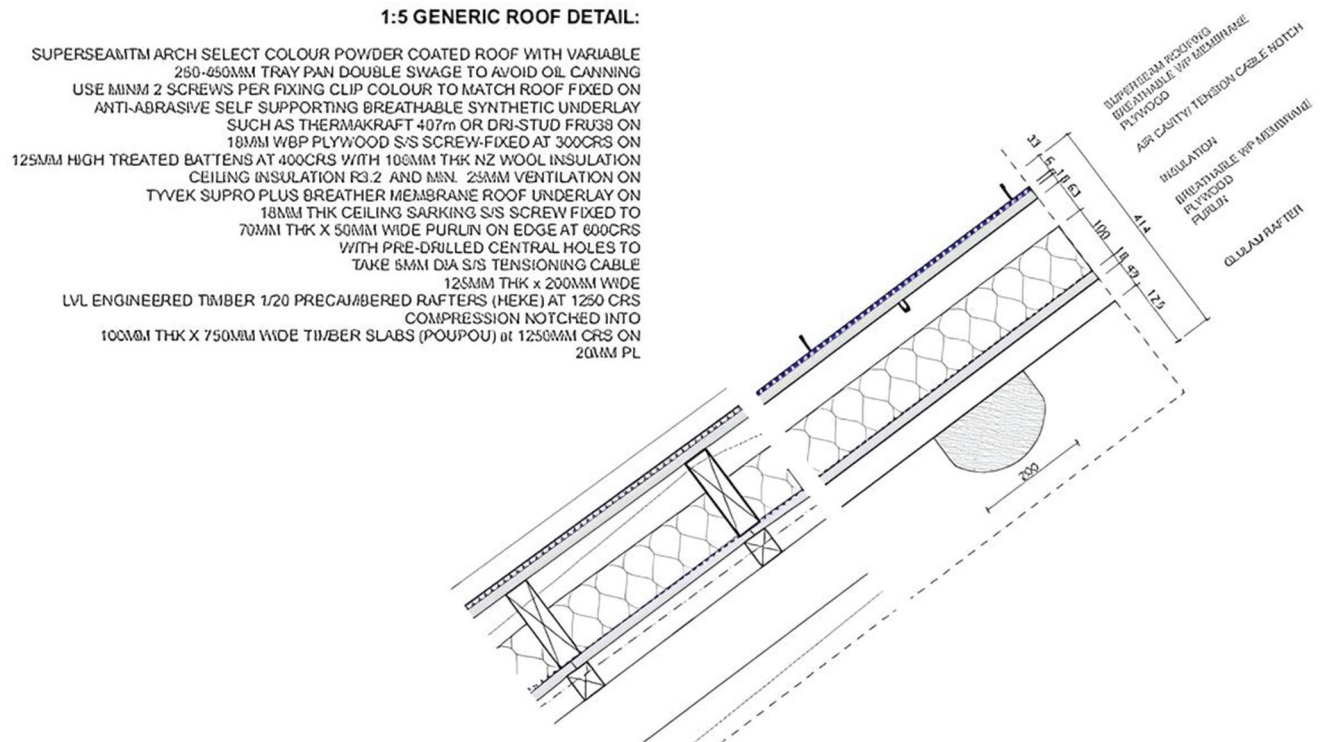 1:5 GENERIC ROOF DETAIL:
SUPERSEAMTM ARCH SELECT COLOUR POWDER COATED ROOF WITH VARIABLE
250-450MM TRAY PAN DOUBLE SWAGE TO AVOID OIL CANNING
USE MINM 2 SCREWS PER FIXING CLIP COLOUR TO MATCH ROOF FIXED ON
ANTI-ABRASIVE SELF SUPPORTING BREATHABLE SYNTHETIC UNDERLAY
SUCH AS THERMAKRAFT 407m OR DRI-STUD FRU38 ON
18MM WBP PLYWOOD S/S SCREW-FIXED AT 300CRS ON
125MM HIGH TREATED BATTENS AT 400CRS WITH 100MM THK NZ WOOL INSULATION
CEILING INSULATION R3.2 AND MIN. 25MM VENTILATION ON
TYVEK SUPRO PLUS BREATHER MEMBRANE ROOF UNDERLAY ON
18MM THK CEILING SARKING S/S SCREW FIXED TO
70MM THK X 50MM WIDE PURLIN ON EDGE AT 600CRS
WITH PRE-DRILLED CENTRAL HOLES TO
TAKE 5MM DIA S/S TENSIONING CABLE
125MM THK x 200MM WIDE
LVL ENGINEERED TIMBER 1/20 PRECAMBERED RAFTERS (HEKE) AT 1250 CRS
COMPRESSION NOTCHED INTO
100MM THK X 750MM WIDE TIMBER SLABS (POUPOU) at 1250MM CRS ON
20MM PL
SUPERSEAM ROOFING
BREATHABLE WP MEMBRANE
PLYWOOD
AIR CAVITY/ TENSION CABLE NOTCH
INSULATION
BREATHABLE WP MEMBRANE
PLYWOOD
PURLIN
GLULAM RAFTER
33
63
100
18
42
125
414
200